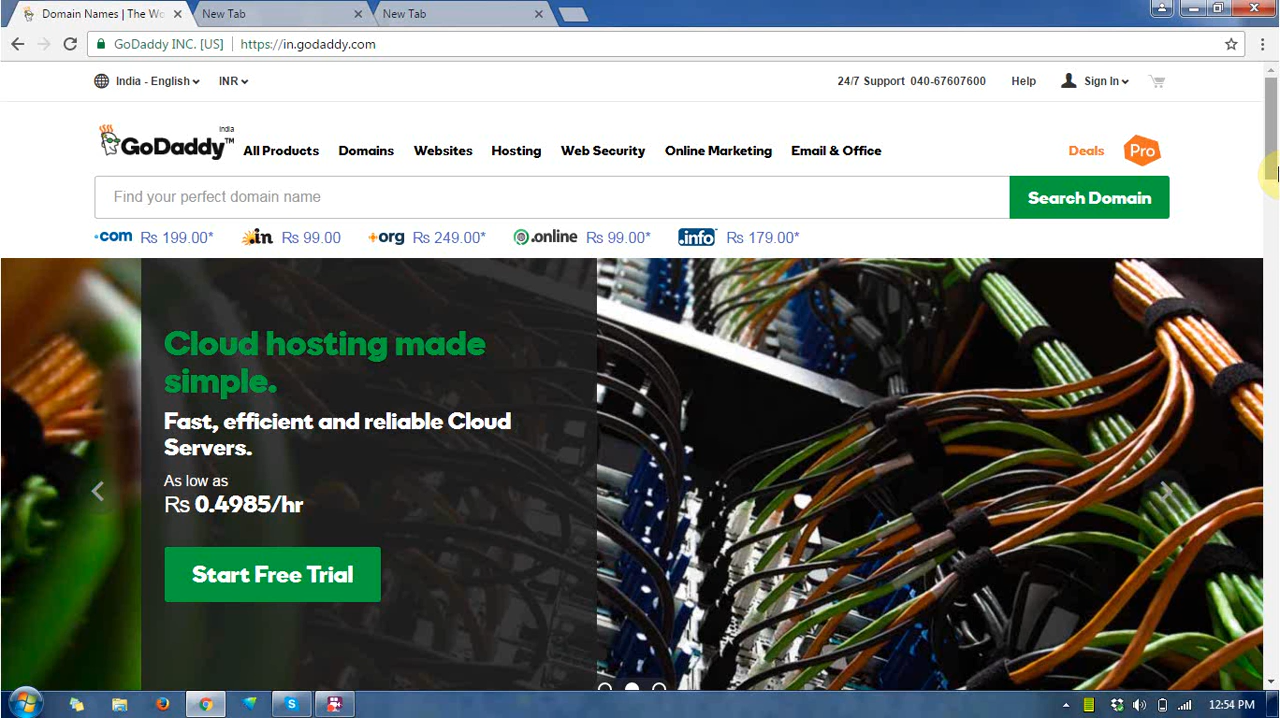 Domain Names | The Wo
New Tab
New Tab
GoDaddy INC. [US]
https://in.godaddy.com
India - English
INR
24/7 Support 040-67607600
Help
Sign In
India
GoDaddy™
All Products
Domains
Websites
Hosting
Web Security
Online Marketing
Email & Office
Deals
Pro
Find your perfect domain name
Search Domain
.com Rs 199.00*
.in Rs 99.00
org Rs 249.00*
.online Rs 99.00*
.info Rs 179.00*
Cloud hosting made
simple.
Fast, efficient and reliable Cloud
Servers.
As low as
Rs 0.4985/hr
Start Free Trial
12:54 PM